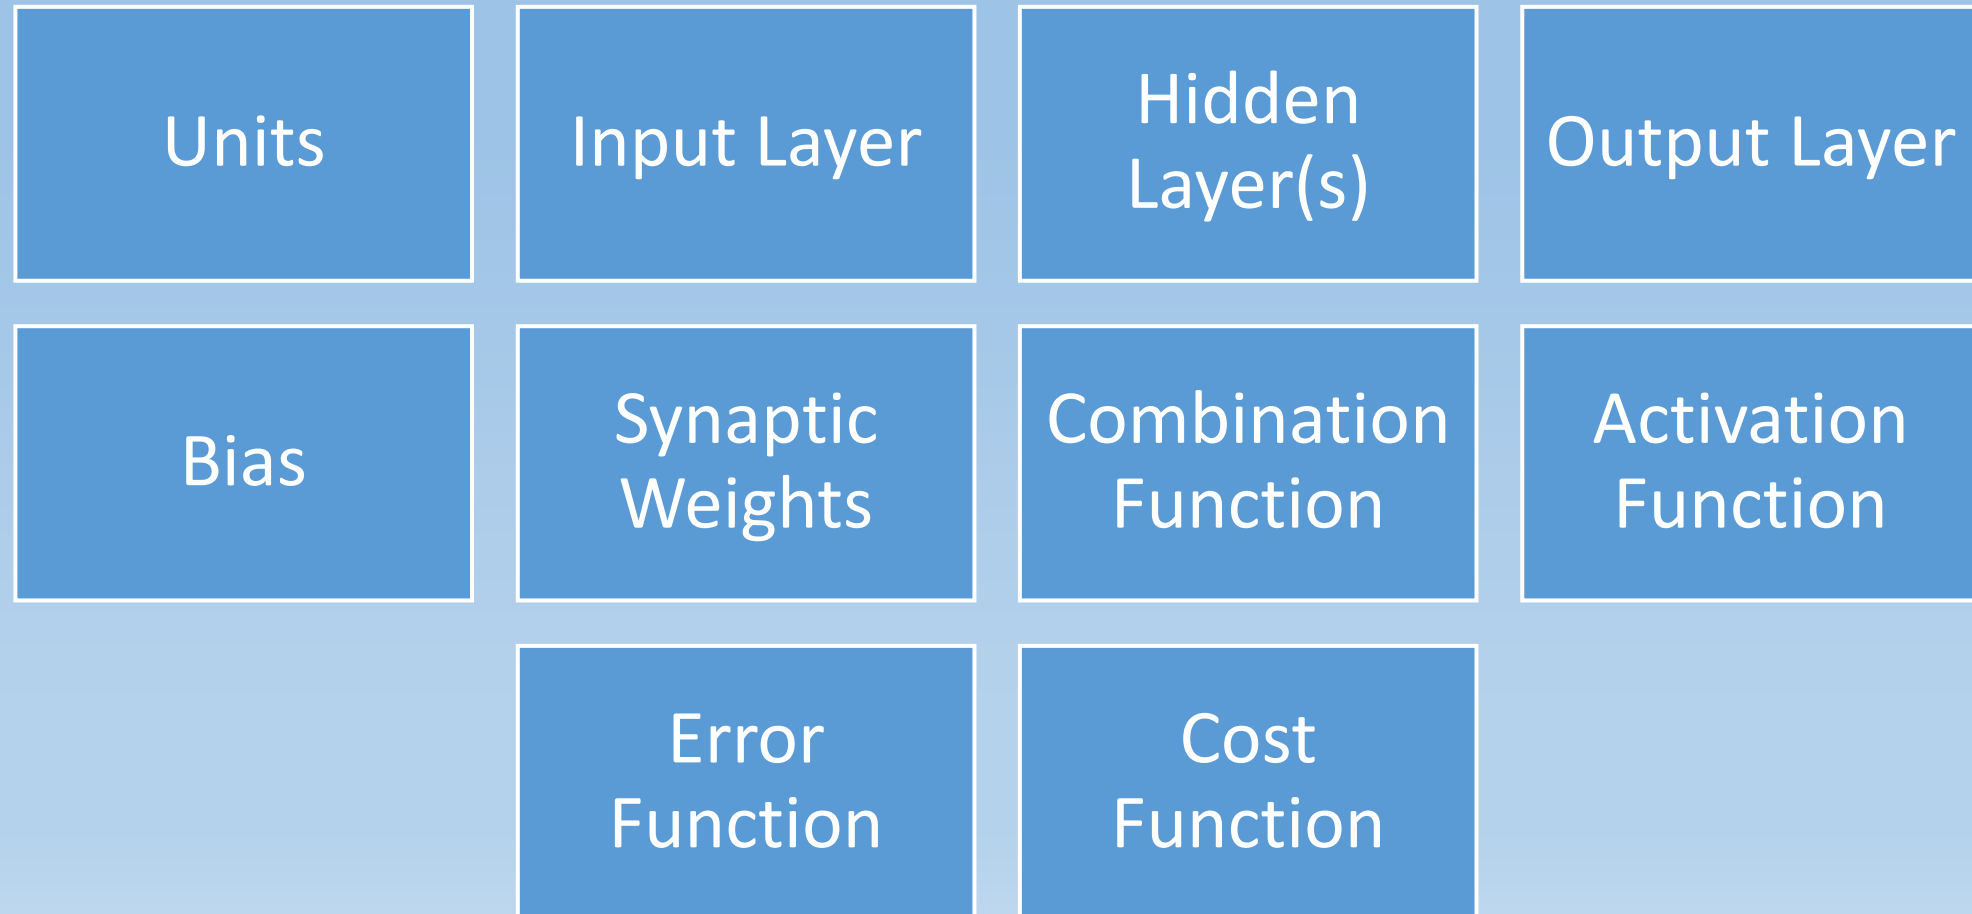 Units
Input Layer
Hidden
Layer(s)
Output Layer
Bias
Synaptic
Weights
Combination
Function
Activation
Function
Error
Function
Cost
Function